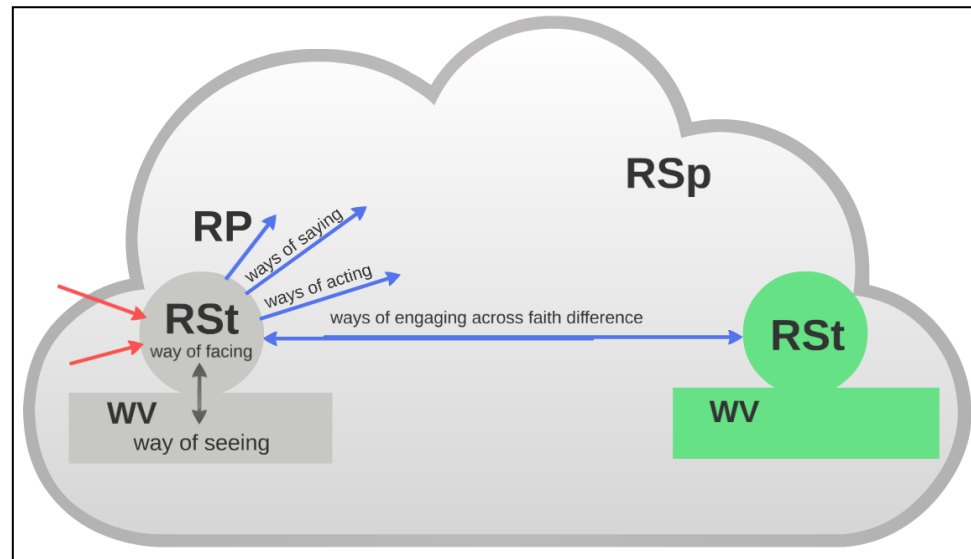 RSp
RP
ways of saying
ways of acting
RSt
way of facing
ways of engaging across faith difference
RSt
WV
way of seeing
WV